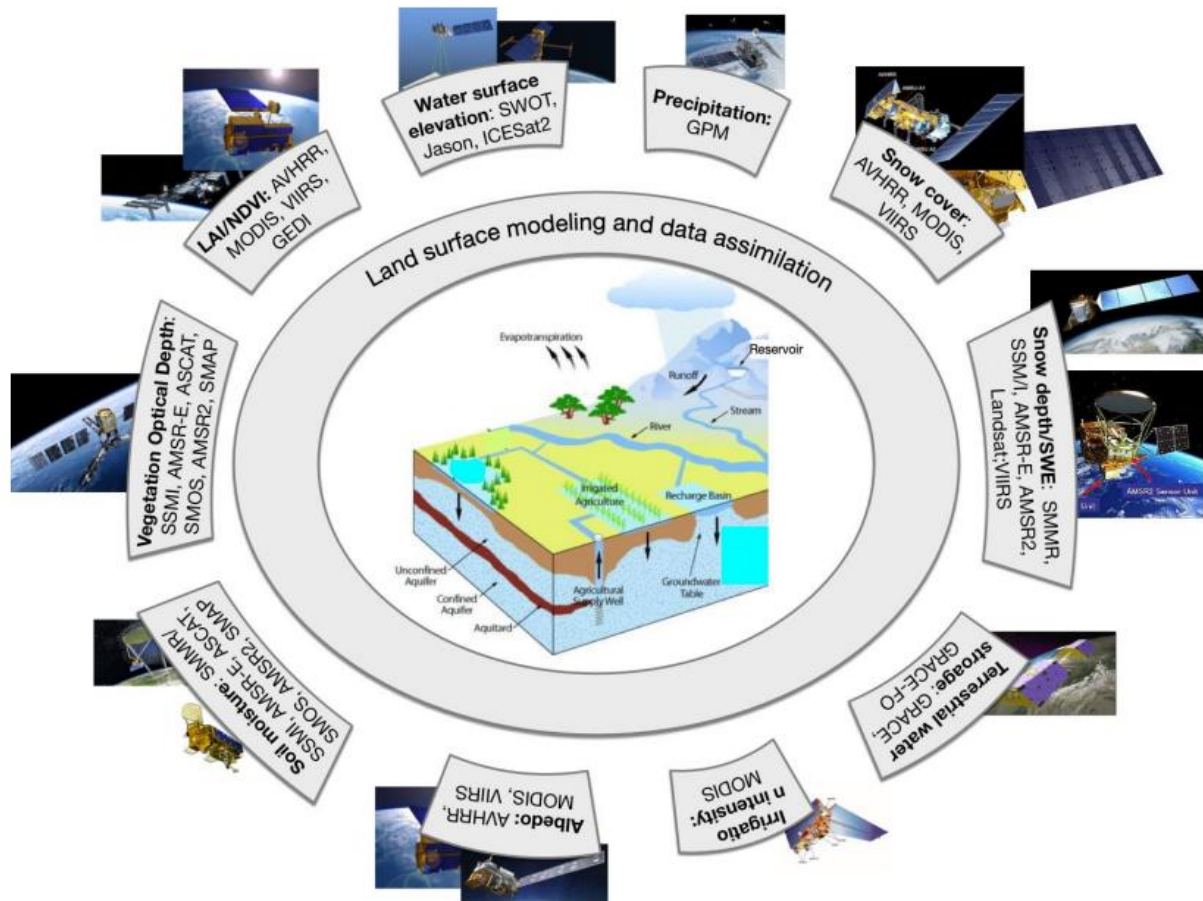 Water surface
elevation: SWOT,
Jason, ICESat2
Precipitation:
GPM
Snow cover:
AVHRR, MODIS,
VIIRS
Snow depth/SWE: SMMR,
SSM/I, AMSR-E, AMSR2,
Landsat;VIIRS
AMSR2 Sensor Unit
Unit
Terrestrial water
stroage: GRACE,
GRACE-FO
Irrigatio
n intensity:
MODIS
Albedo: AVHRR,
MODIS, VIIRS
Soil moisture: SMMR/
SSMI, AMSR-E, ASCAT,
SMOS, AMSR2, SMAP
Vegetation Optical Depth:
SSMI, AMSR-E, ASCAT,
SMOS, AMSR2, SMAP
LAI/NDVI: AVHRR,
MODIS, VIIRS,
GEDI
Land surface modeling and data assimilation
Evapotranspiration
Reservoir
Runoff
Stream
River
Irrigated
Agriculture
Recharge Basin
Unconfined
Aquifer
Confined
Aquifer
Aquitard
Agricultural
Supply Well
Groundwater
Table
AVHRR